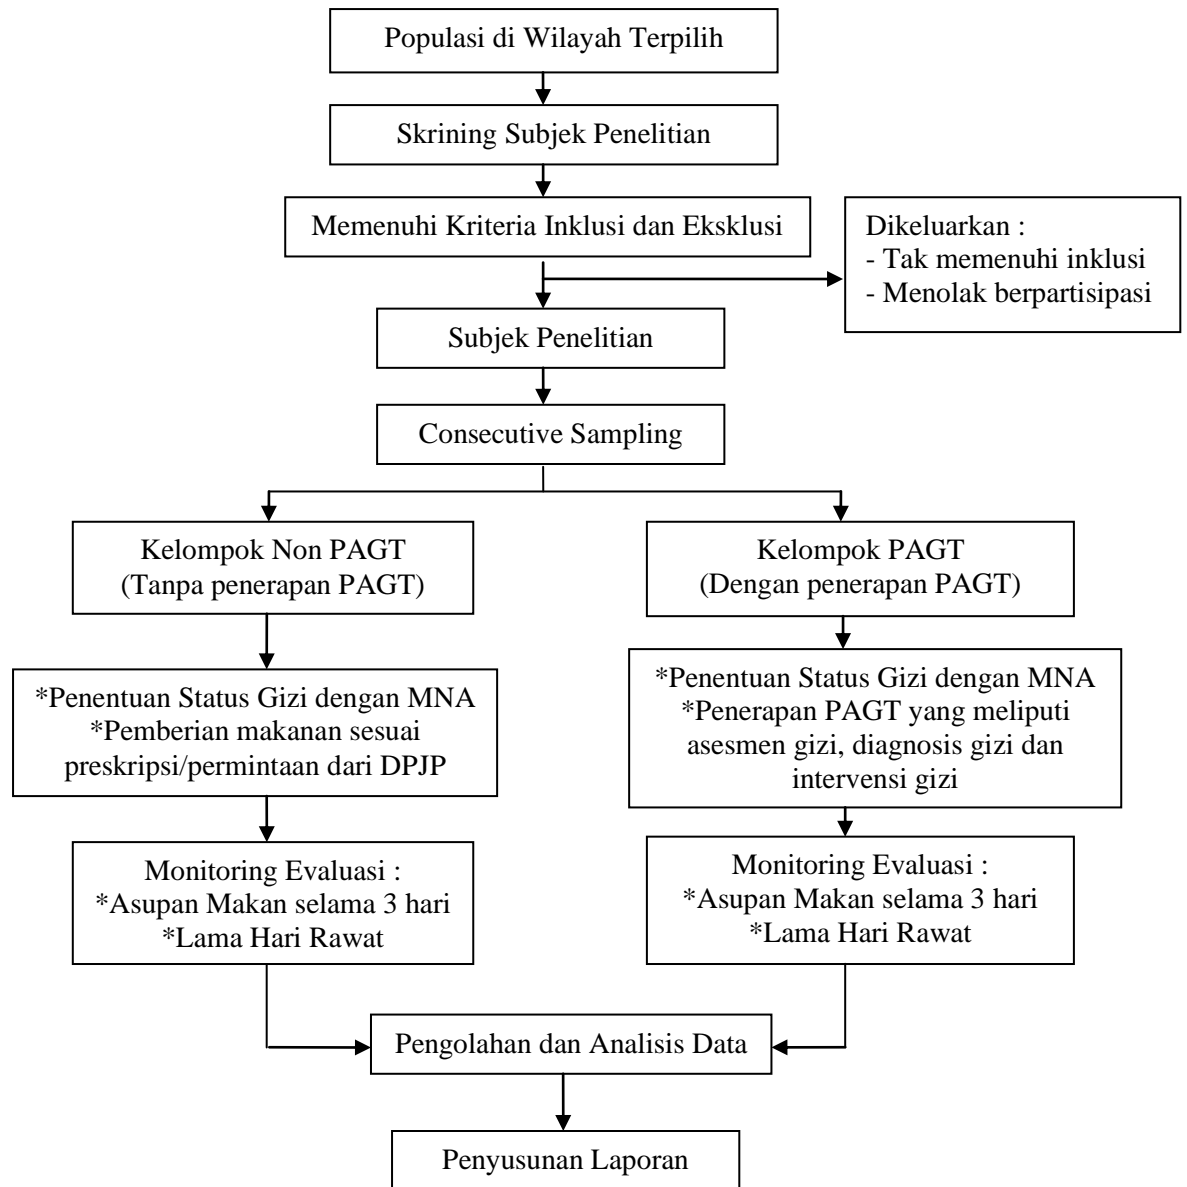 Populasi di Wilayah Terpilih
Skrining Subjek Penelitian
Memenuhi Kriteria Inklusi dan Eksklusi
Dikeluarkan :
- Tak memenuhi inklusi
- Menolak berpartisipasi
Subjek Penelitian
Consecutive Sampling
Kelompok Non PAGT
(Tanpa penerapan PAGT)
Kelompok PAGT
(Dengan penerapan PAGT)
*Penentuan Status Gizi dengan MNA
*Pemberian makanan sesuai
preskripsi/permintaan dari DPJP
*Penentuan Status Gizi dengan MNA
*Penerapan PAGT yang meliputi
asesmen gizi, diagnosis gizi dan
intervensi gizi
Monitoring Evaluasi :
*Asupan Makan selama 3 hari
*Lama Hari Rawat
Monitoring Evaluasi :
*Asupan Makan selama 3 hari
*Lama Hari Rawat
Pengolahan dan Analisis Data
Penyusunan Laporan